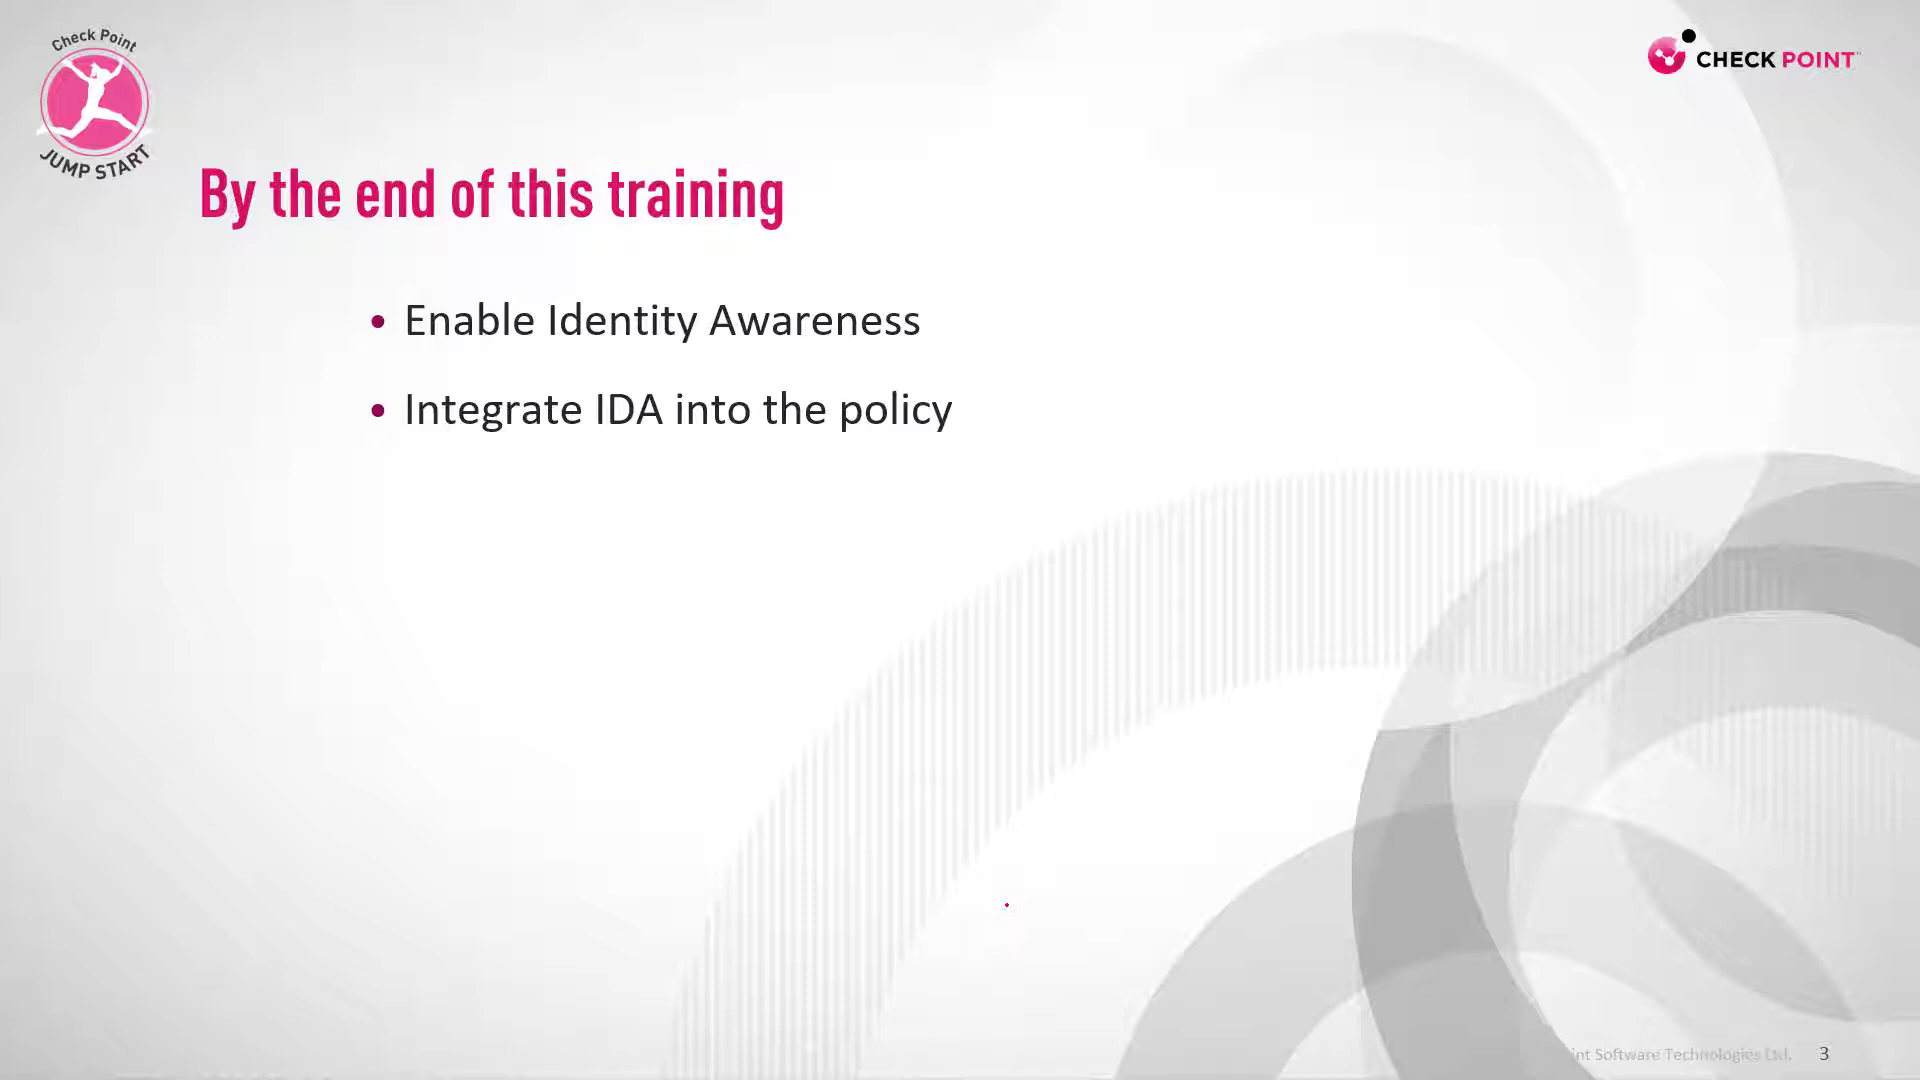 Check Point
JUMP START
CHECK POINT
By the end of this training
• Enable Identity Awareness
• Integrate IDA into the policy
Software Technologies Ltd. 3